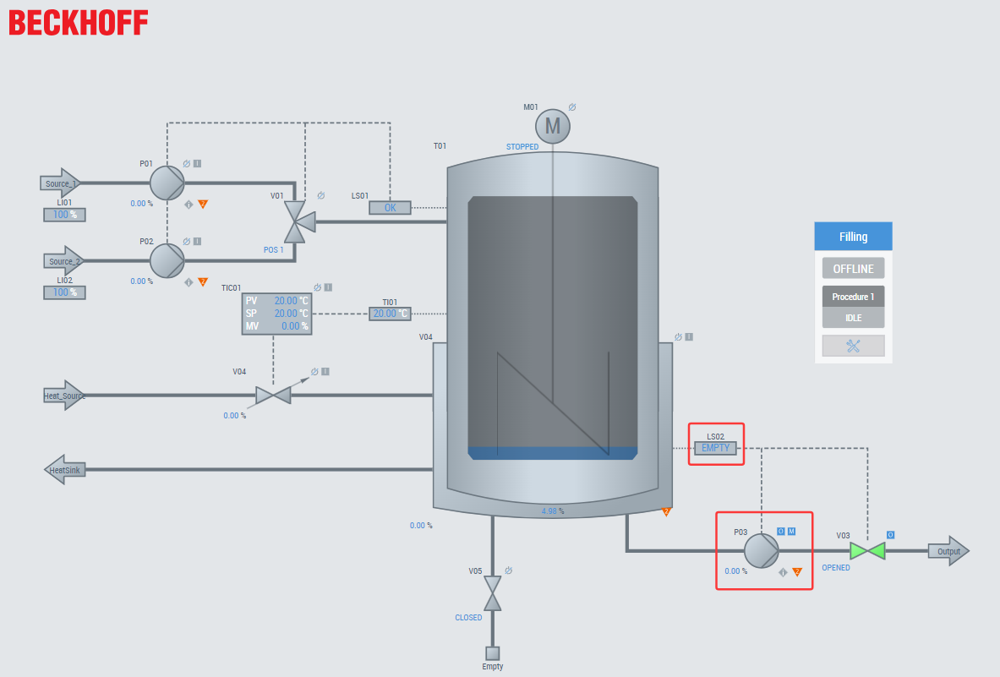 BECKHOFF
M01
M
STOPPED
T01
P01
Source_1
0.00 %
LI01
100 %
V01
LS01
OK
P02
POS 1
Source_2
0.00 %
LI02
100 %
TIC01
PV 20.00 °C
SP 20.00 °C
MV 0.00 %
TI01
20.00 °C
V04
V04
Heat_Source
0.00 %
HeatSink
Filling
OFFLINE
Procedure 1
IDLE
LS02
EMPTY
4.98 %
0.00 %
P03
O M
0.00 %
V03
O
OPENED
Output
V05
CLOSED
Empty